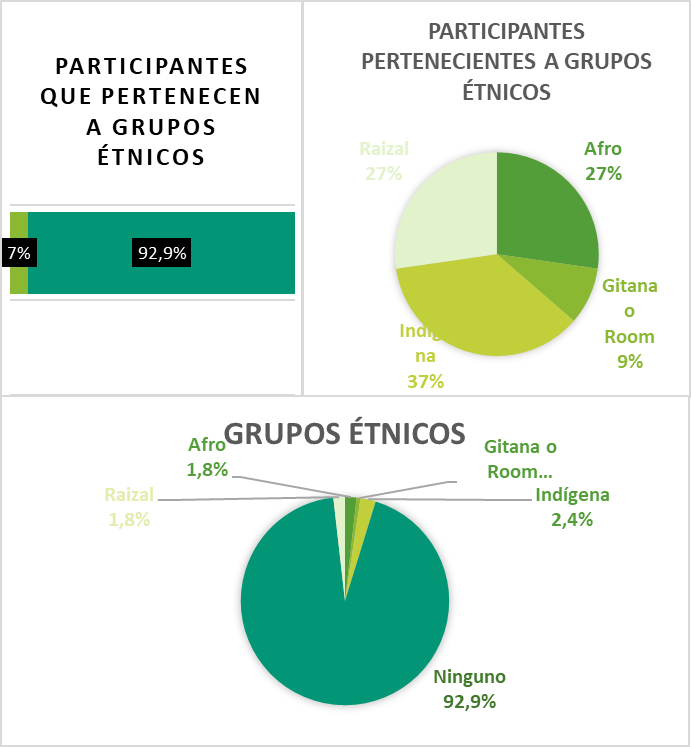 PARTICIPANTES
QUE PERTENECEN
A GRUPOS
ÉTNICOS
7%
92,9%
PARTICIPANTES
PERTENECIENTES A GRUPOS
ÉTNICOS
Raizal
27%
Afro
27%
Gitana
o
Room
9%
Indíge
na
37%
GRUPOS ÉTNICOS
Afro
1,8%
Gitana o
Room...
Raizal
1,8%
Indígena
2,4%
Ninguno
92,9%